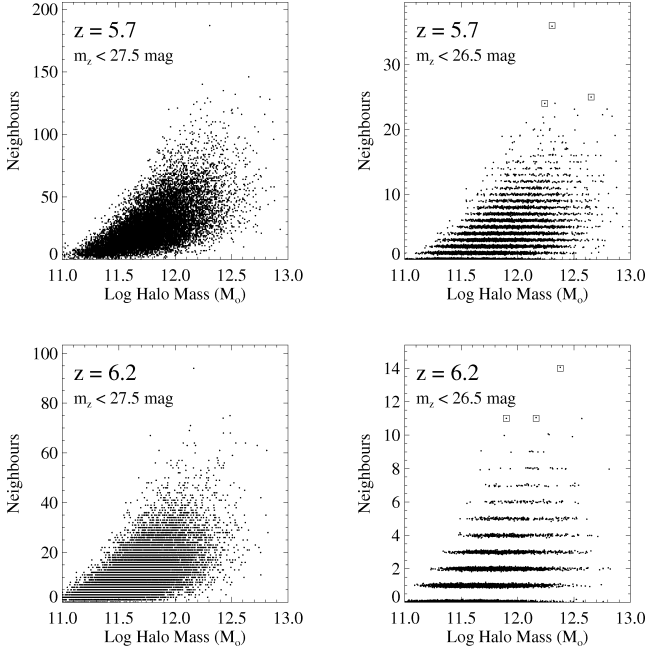 200
150
100
50
0
Neighbours
z = 5.7
m_z < 27.5 mag
11.0 11.5 12.0 12.5 13.0
Log Halo Mass (M_o)
30
20
10
0
Neighbours
z = 5.7
m_z < 26.5 mag
11.0 11.5 12.0 12.5 13.0
Log Halo Mass (M_o)
100
80
60
40
20
0
Neighbours
z = 6.2
m_z < 27.5 mag
11.0 11.5 12.0 12.5 13.0
Log Halo Mass (M_o)
14
12
10
8
6
4
2
0
Neighbours
z = 6.2
m_z < 26.5 mag
11.0 11.5 12.0 12.5 13.0
Log Halo Mass (M_o)